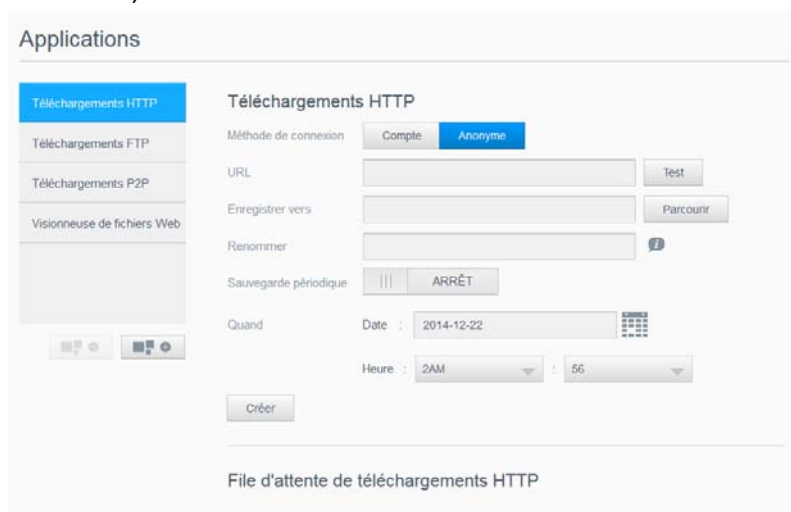 Applications
Téléchargements HTTP
Téléchargements FTP
Téléchargements P2P
Visionneuse de fichiers Web
Téléchargements HTTP
Méthode de connexion Compte Anonyme
URL Test
Enregistrer vers Parcourir
Renommer
Sauvegarde périodique ARRÊT
Quand Date : 2014-12-22
Heure : 2AM : 56
Créer
File d'attente de téléchargements HTTP